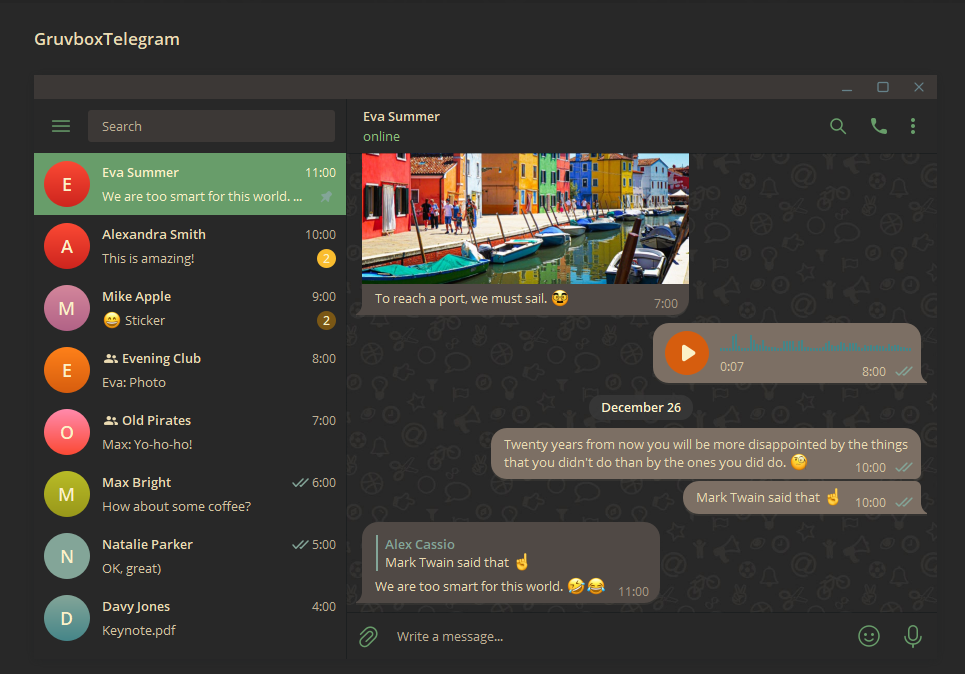 GruvboxTelegram
Search
E
Eva Summer 11:00
We are too smart for this world. ...
A
Alexandra Smith 10:00
This is amazing! 2
M
Mike Apple 9:00
😄 Sticker 2
E
Evening Club 8:00
Eva: Photo
O
Old Pirates 7:00
Max: Yo-ho-ho!
M
Max Bright 6:00
How about some coffee?
N
Natalie Parker 5:00
OK, great)
D
Davy Jones 4:00
Keynote.pdf
Eva Summer
online
To reach a port, we must sail. 🥸 7:00
0:07 8:00
December 26
Twenty years from now you will be more disappointed by the things
that you didn't do than by the ones you did do. 🧐 10:00
Mark Twain said that ☝️ 10:00
Alex Cassio
Mark Twain said that ☝️
We are too smart for this world. 🤣😂 11:00
Write a message...